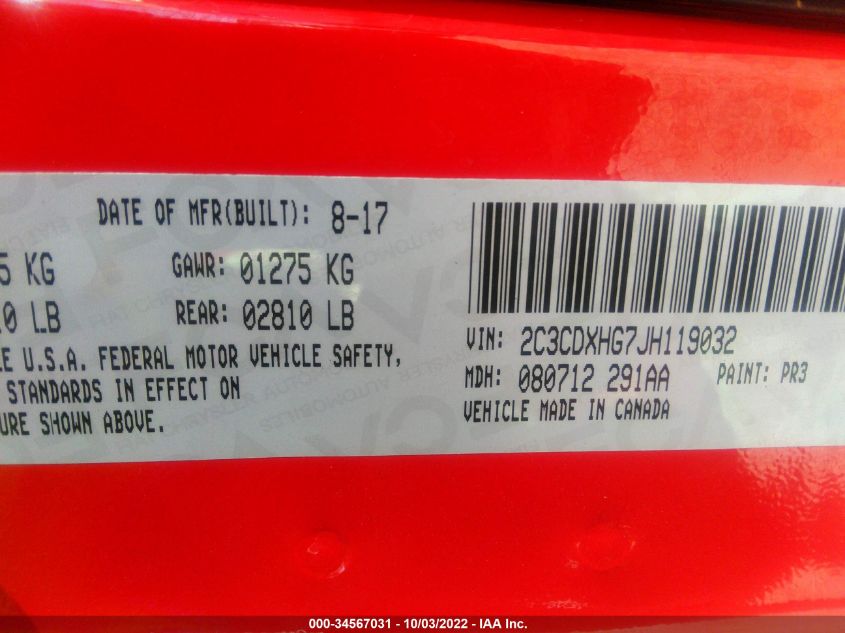 DATE OF MFR(BUILT): 8-17
5 KG GAWR: 01275 KG
0 LB REAR: 02810 LB
LE U.S.A. FEDERAL MOTOR VEHICLE SAFETY,
STANDARDS IN EFFECT ON
URE SHOWN ABOVE.
VIN: 2C3CDXHG7JH119032
MDH: 080712 291AA PAINT: PR3
VEHICLE MADE IN CANADA
000-34567031 - 10/03/2022 - IAA Inc.